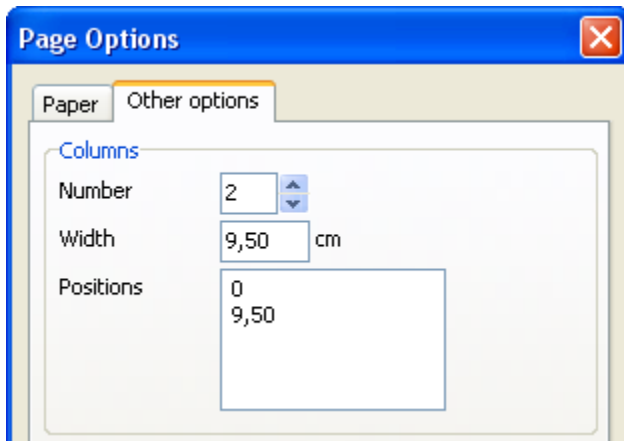 Page Options
Paper Other options
Columns
Number 2
Width 9,50 cm
Positions 0
9,50